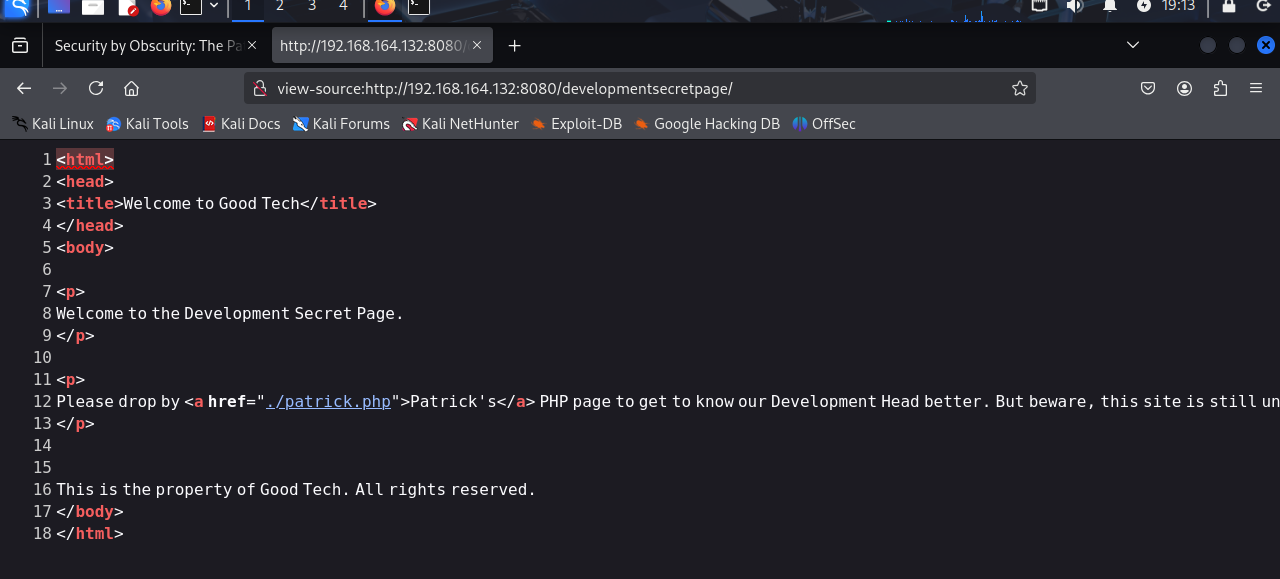 1 2 3 4 19:13
Security by Obscurity: The Pa
http://192.168.164.132:8080/
view-source:http://192.168.164.132:8080/developmentsecretpage/
Kali Linux Kali Tools Kali Docs Kali Forums Kali NetHunter Exploit-DB Google Hacking DB OffSec
1 <html>
2 <head>
3 <title>Welcome to Good Tech</title>
4 </head>
5 <body>
6
7 <p>
8 Welcome to the Development Secret Page.
9 </p>
10
11 <p>
12 Please drop by <a href="./patrick.php">Patrick's</a> PHP page to get to know our Development Head better. But beware, this site is still un
13 </p>
14
15
16 This is the property of Good Tech. All rights reserved.
17 </body>
18 </html>